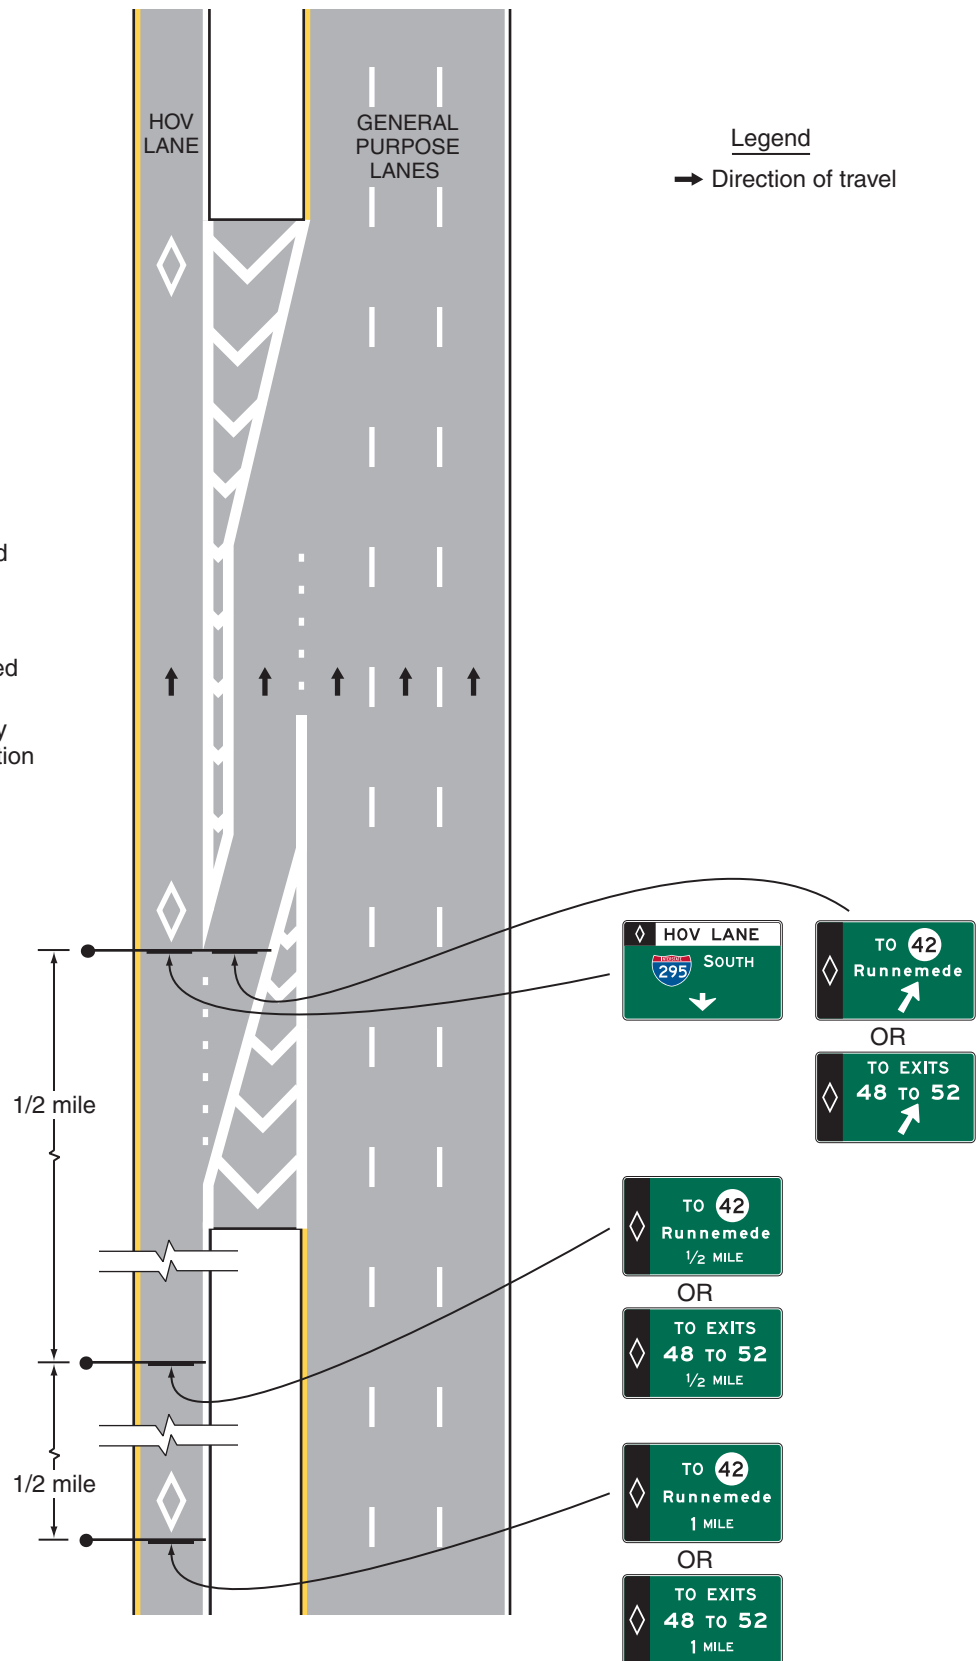 HOV
LANE
GENERAL
PURPOSE
LANES
Legend
Direction of travel
d
ed
y
tion
HOV LANE
INTERSTATE
295
SOUTH
TO 42
Runnemede
OR
TO EXITS
48 TO 52
1/2 mile
TO 42
Runnemede
1/2 MILE
OR
TO EXITS
48 TO 52
1/2 MILE
1/2 mile
TO 42
Runnemede
1 MILE
OR
TO EXITS
48 TO 52
1 MILE